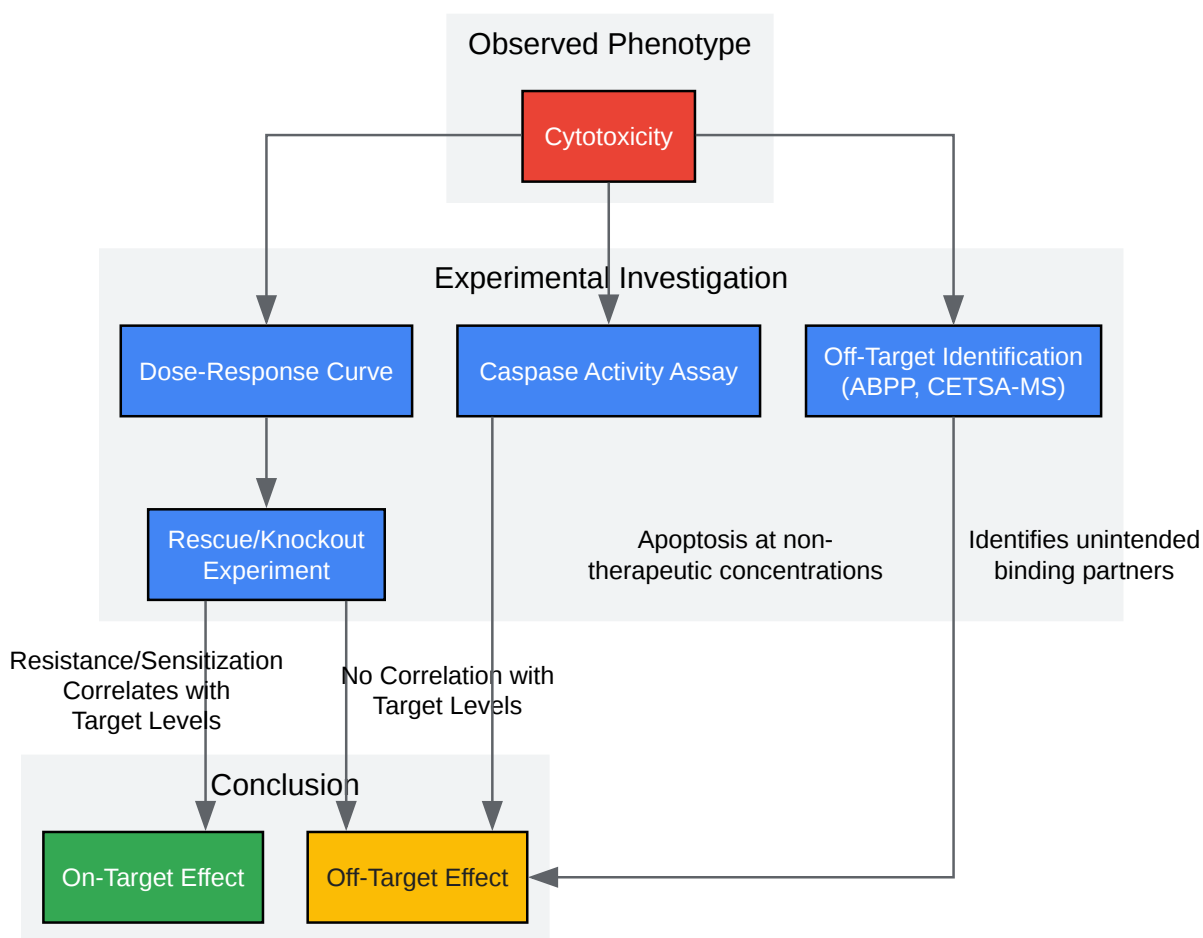 Observed Phenotype
Cytotoxicity
Experimental Investigation
Dose-Response Curve
Caspase Activity Assay
Off-Target Identification
(ABPP, CETSA-MS)
Rescue/Knockout
Experiment
Apoptosis at non-
therapeutic concentrations
Identifies unintended
binding partners
Resistance/Sensitization
Correlates with
Target Levels
No Correlation with
Target Levels
Conclusion
On-Target Effect
Off-Target Effect